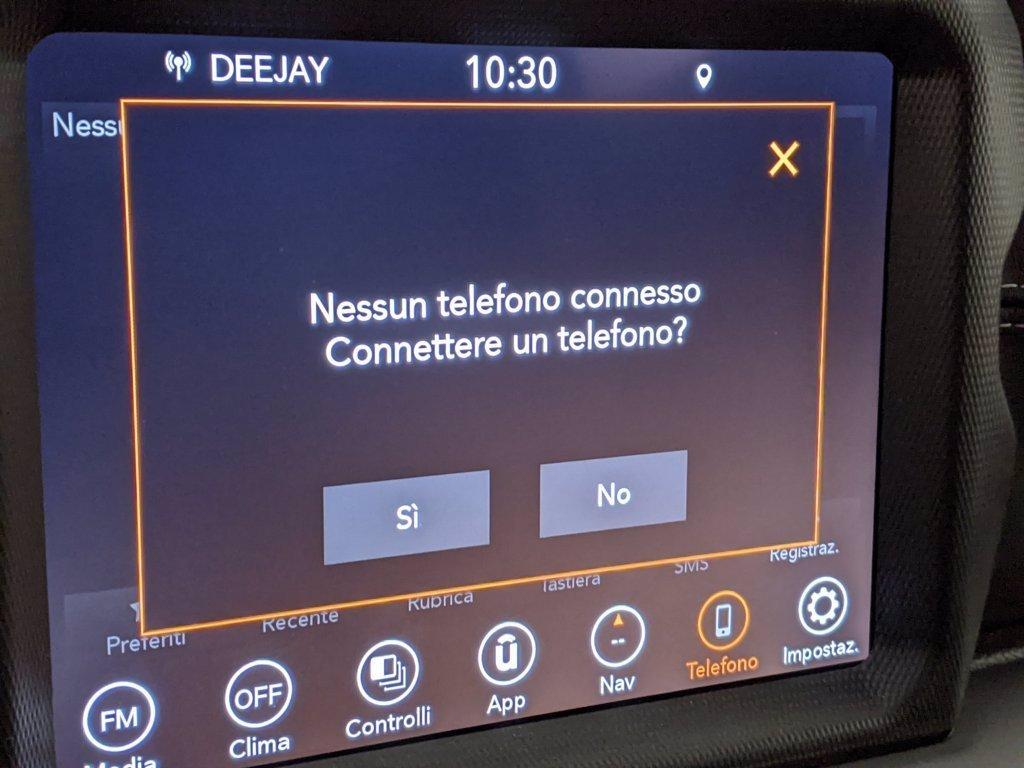 DEEJAY 10:30
Ness
X
Nessun telefono connesso
Connettere un telefono?
Sì No
Preferiti Recente Rubrica Tastiera SMS Registraz.
FM OFF --
Media Clima Controlli App Nav Telefono Impostaz.